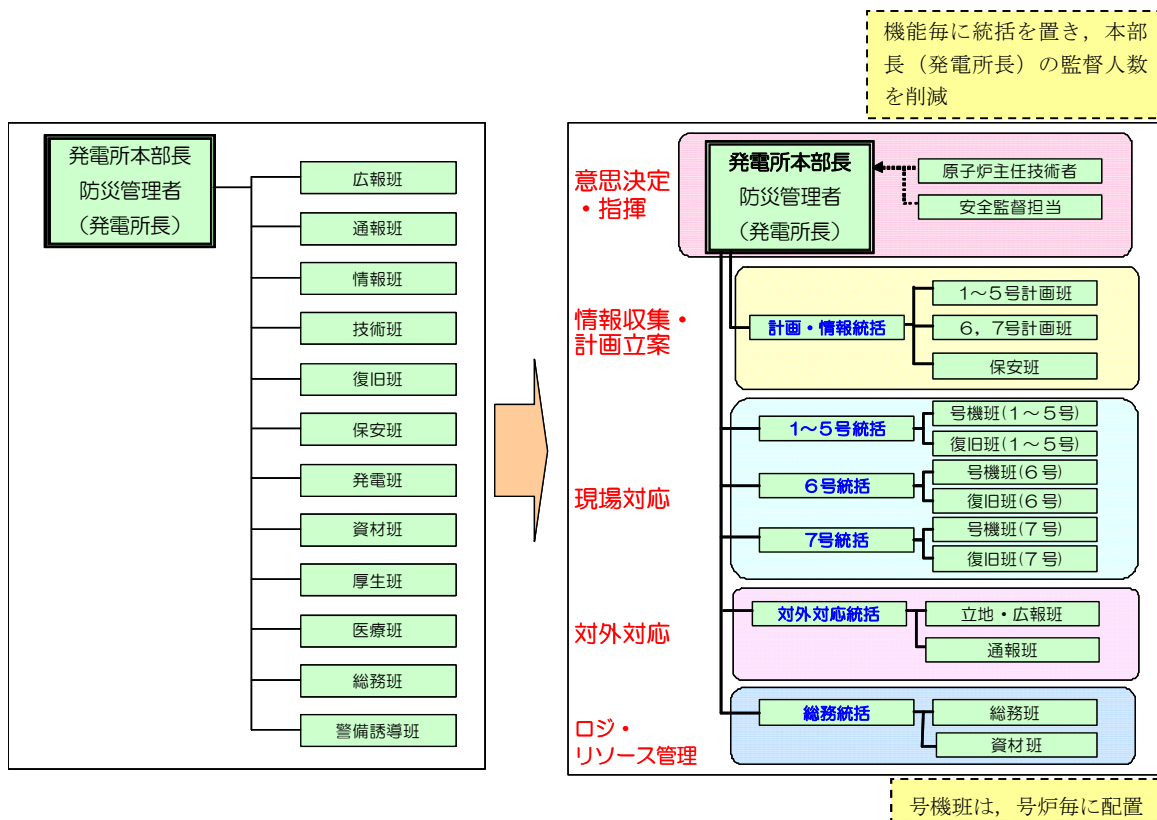 機能毎に統括を置き，本部
長（発電所長）の監督人数
を削減
発電所本部長
防災管理者
（発電所長）
広報班
通報班
情報班
技術班
復旧班
保安班
発電班
資材班
厚生班
医療班
総務班
警備誘導班
意思決定
・指揮
発電所本部長
防災管理者
（発電所長）
原子炉主任技術者
安全監督担当
情報収集・
計画立案
計画・情報統括
１～５号計画班
６，７号計画班
保安班
現場対応
１～５号統括
号機班(１～５号)
復旧班(１～５号)
６号統括
号機班(６号)
復旧班(６号)
７号統括
号機班(７号)
復旧班(７号)
対外対応
対外対応統括
立地・広報班
通報班
ロジ・
リソース管理
総務統括
総務班
資材班
号機班は，号炉毎に配置